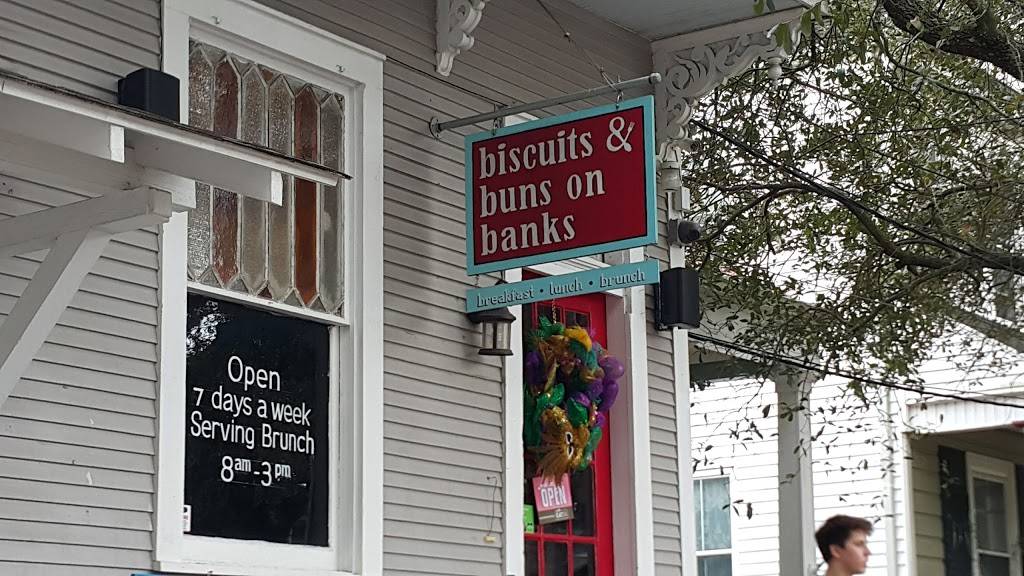 biscuits &
buns on
banks
breakfast • lunch • brunch
Open
7 days a week
Serving Brunch
8am-3pm
OPEN